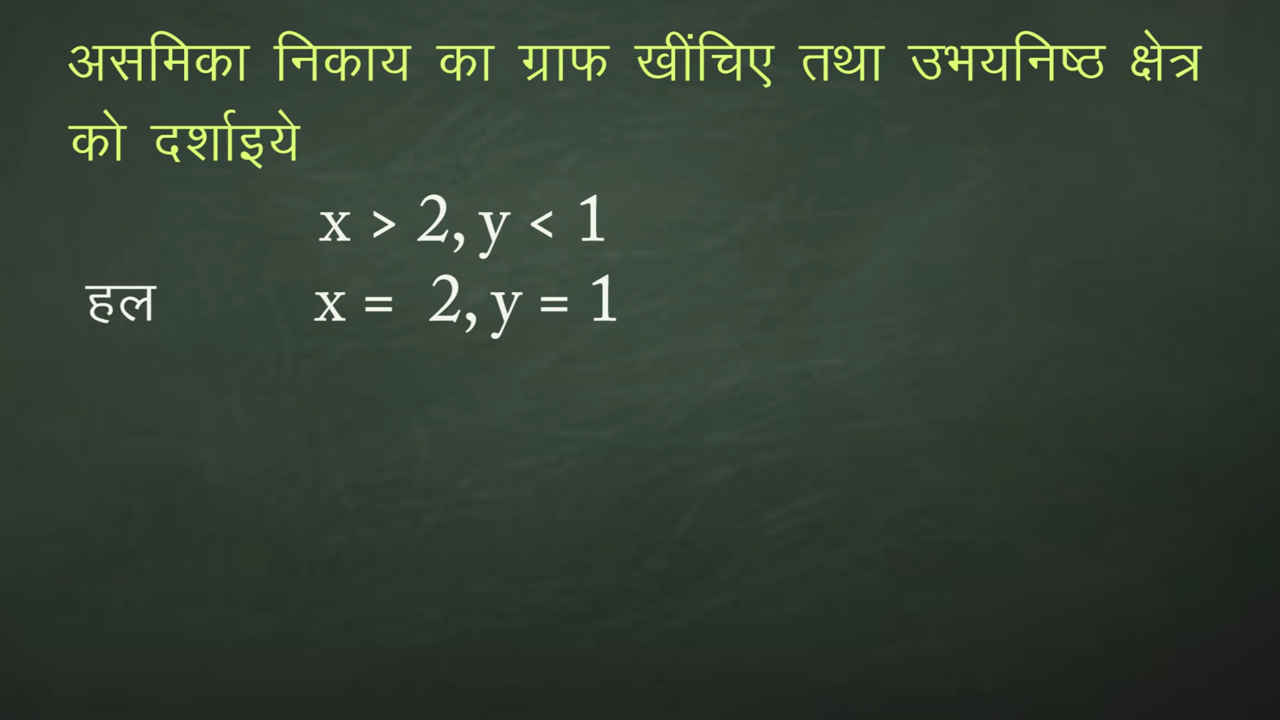 असमिका निकाय का ग्राफ खींचिए तथा उभयनिष्ठ क्षेत्र
को दर्शाइये
x > 2, y < 1
हल x = 2, y = 1